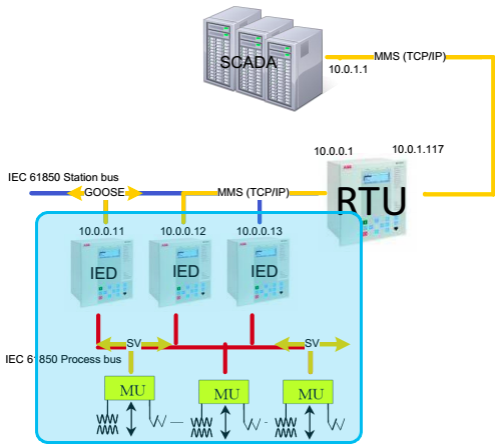 SCADA
MMS (TCP/IP)
10.0.1.1
10.0.0.1
10.0.1.117
RTU
IEC 61850 Station bus
GOOSE
MMS (TCP/IP)
10.0.0.11
10.0.0.12
10.0.0.13
IED
IED
IED
SV
SV
IEC 61850 Process bus
MU
MU
MU